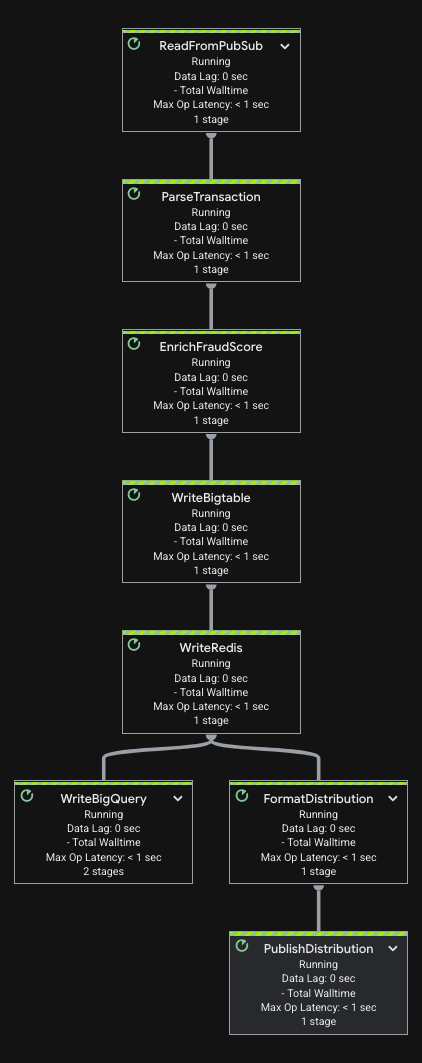 ReadFromPubSub
Running
Data Lag: 0 sec
- Total Walltime
Max Op Latency: < 1 sec
1 stage
ParseTransaction
Running
Data Lag: 0 sec
- Total Walltime
Max Op Latency: < 1 sec
1 stage
EnrichFraudScore
Running
Data Lag: 0 sec
- Total Walltime
Max Op Latency: < 1 sec
1 stage
WriteBigtable
Running
Data Lag: 0 sec
- Total Walltime
Max Op Latency: < 1 sec
1 stage
WriteRedis
Running
Data Lag: 0 sec
- Total Walltime
Max Op Latency: < 1 sec
1 stage
WriteBigQuery
Running
Data Lag: 0 sec
- Total Walltime
Max Op Latency: < 1 sec
2 stages
FormatDistribution
Running
Data Lag: 0 sec
- Total Walltime
Max Op Latency: < 1 sec
1 stage
PublishDistribution
Running
Data Lag: 0 sec
- Total Walltime
Max Op Latency: < 1 sec
1 stage